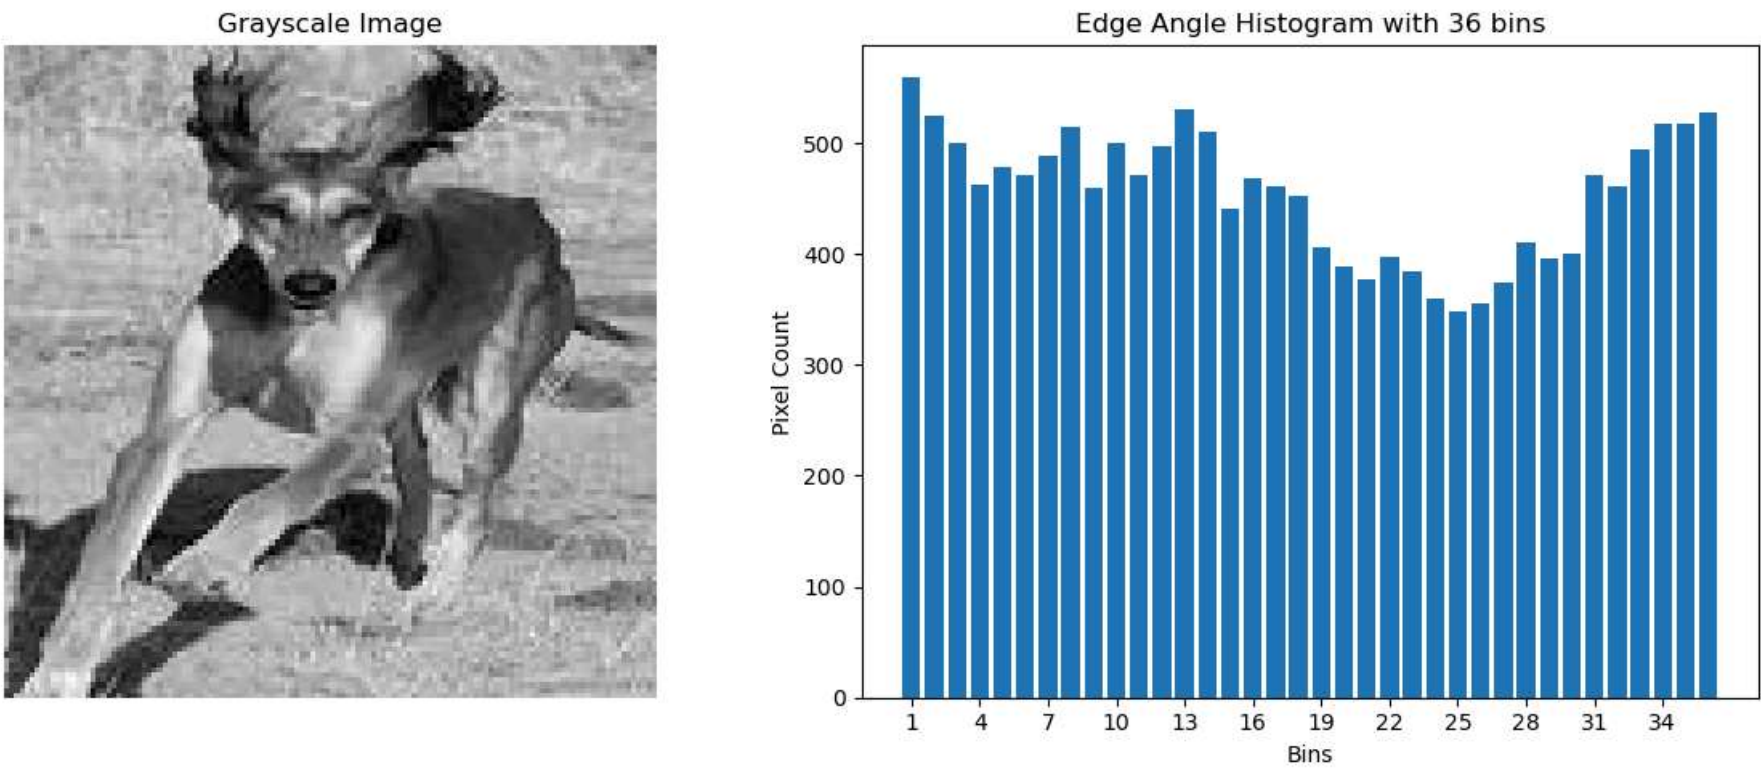 Grayscale Image
Edge Angle Histogram with 36 bins
Pixel Count
500
400
300
200
100
0
1 4 7 10 13 16 19 22 25 28 31 34
Bins